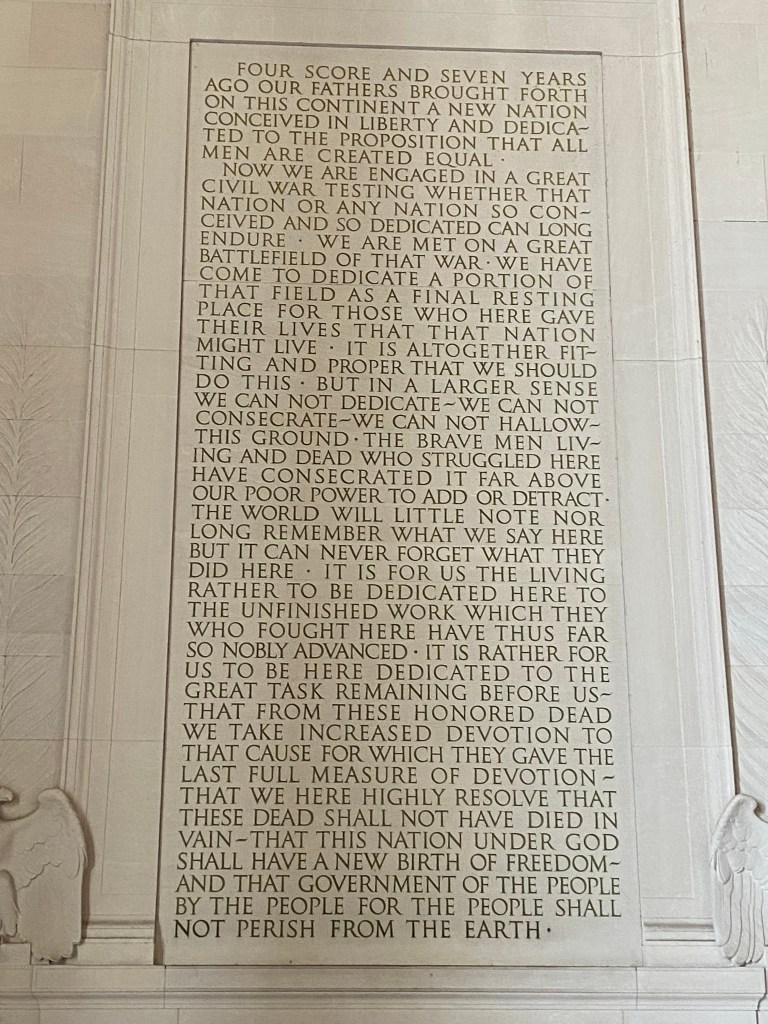 FOUR SCORE AND SEVEN YEARS
AGO OUR FATHERS BROUGHT FORTH
ON THIS CONTINENT A NEW NATION
CONCEIVED IN LIBERTY AND DEDICA~
TED TO THE PROPOSITION THAT ALL
MEN ARE CREATED EQUAL ·
NOW WE ARE ENGAGED IN A GREAT
CIVIL WAR TESTING WHETHER THAT
NATION OR ANY NATION SO CON~
CEIVED AND SO DEDICATED CAN LONG
ENDURE · WE ARE MET ON A GREAT
BATTLEFIELD OF THAT WAR · WE HAVE
COME TO DEDICATE A PORTION OF
THAT FIELD AS A FINAL RESTING
PLACE FOR THOSE WHO HERE GAVE
THEIR LIVES THAT THAT NATION
MIGHT LIVE · IT IS ALTOGETHER FIT~
TING AND PROPER THAT WE SHOULD
DO THIS · BUT IN A LARGER SENSE
WE CAN NOT DEDICATE~WE CAN NOT
CONSECRATE~WE CAN NOT HALLOW~
THIS GROUND · THE BRAVE MEN LIV~
ING AND DEAD WHO STRUGGLED HERE
HAVE CONSECRATED IT FAR ABOVE
OUR POOR POWER TO ADD OR DETRACT ·
THE WORLD WILL LITTLE NOTE NOR
LONG REMEMBER WHAT WE SAY HERE
BUT IT CAN NEVER FORGET WHAT THEY
DID HERE · IT IS FOR US THE LIVING
RATHER TO BE DEDICATED HERE TO
THE UNFINISHED WORK WHICH THEY
WHO FOUGHT HERE HAVE THUS FAR
SO NOBLY ADVANCED · IT IS RATHER FOR
US TO BE HERE DEDICATED TO THE
GREAT TASK REMAINING BEFORE US~
THAT FROM THESE HONORED DEAD
WE TAKE INCREASED DEVOTION TO
THAT CAUSE FOR WHICH THEY GAVE THE
LAST FULL MEASURE OF DEVOTION~
THAT WE HERE HIGHLY RESOLVE THAT
THESE DEAD SHALL NOT HAVE DIED IN
VAIN~THAT THIS NATION UNDER GOD
SHALL HAVE A NEW BIRTH OF FREEDOM~
AND THAT GOVERNMENT OF THE PEOPLE
BY THE PEOPLE FOR THE PEOPLE SHALL
NOT PERISH FROM THE EARTH ·